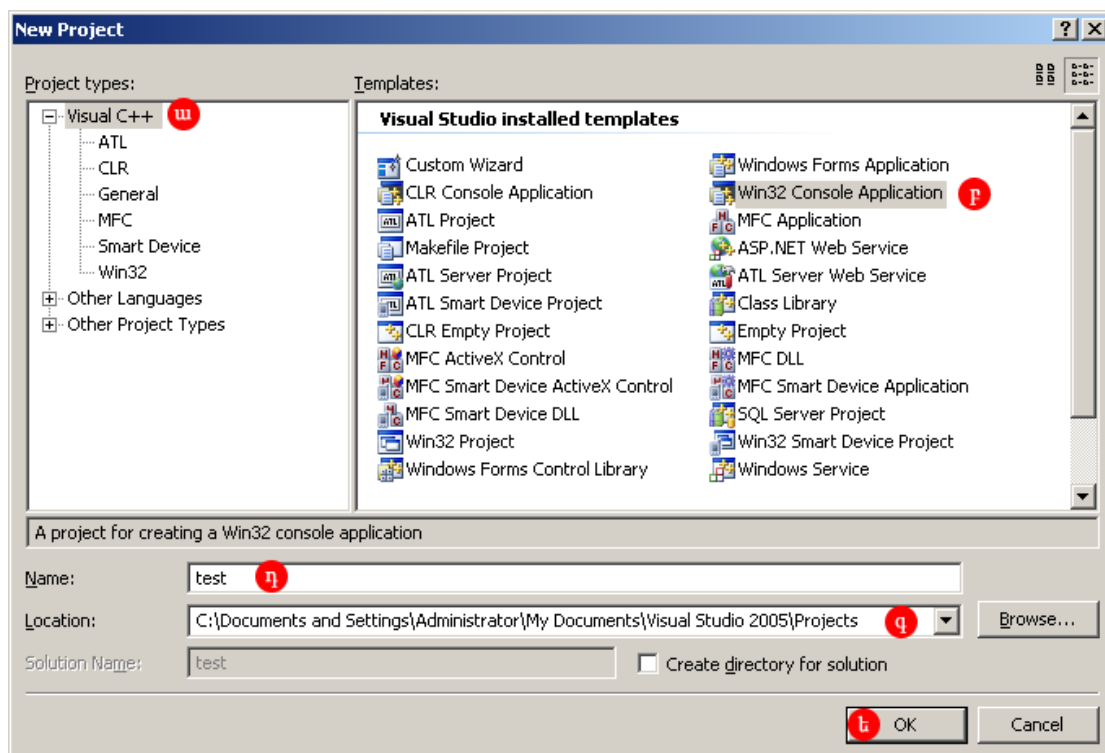 New Project
Project types:
Templates:
Visual C++ ա
ATL
CLR
General
MFC
Smart Device
Win32
Other Languages
Other Project Types
Visual Studio installed templates
Custom Wizard
Windows Forms Application
CLR Console Application
Win32 Console Application բ
ATL Project
MFC Application
Makefile Project
ASP.NET Web Service
ATL Server Project
ATL Server Web Service
ATL Smart Device Project
Class Library
CLR Empty Project
Empty Project
MFC ActiveX Control
MFC DLL
MFC Smart Device ActiveX Control
MFC Smart Device Application
MFC Smart Device DLL
SQL Server Project
Win32 Project
Win32 Smart Device Project
Windows Forms Control Library
Windows Service
A project for creating a Win32 console application
Name: test դ
Location: C:\Documents and Settings\Administrator\My Documents\Visual Studio 2005\Projects գ Browse...
Solution Name: test Create directory for solution
ե OK Cancel